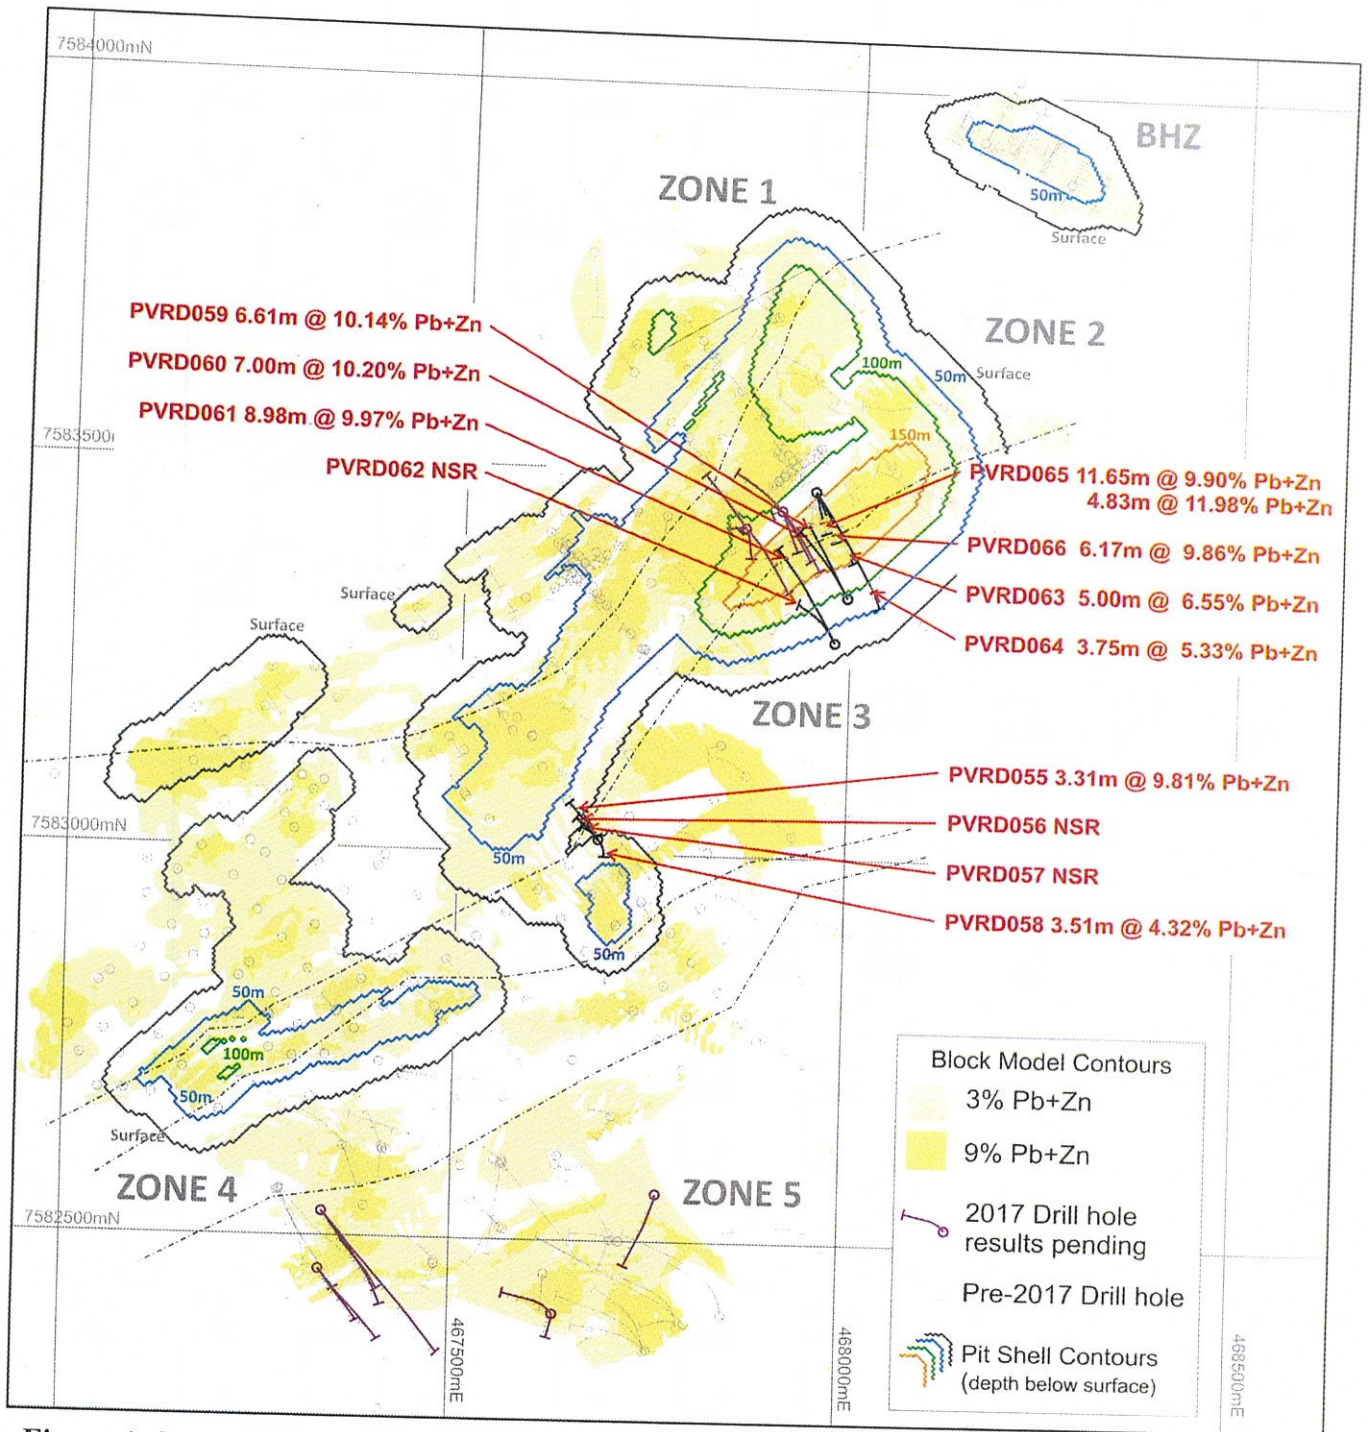 7584000mN
BHZ
ZONE 1
50m
Surface
PVRD059 6.61m @ 10.14% Pb+Zn
ZONE 2
PVRD060 7.00m @ 10.20% Pb+Zn
100m
50m
Surface
PVRD061 8.98m @ 9.97% Pb+Zn
7583500
150m
PVRD062 NSR
PVRD065 11.65m @ 9.90% Pb+Zn
4.83m @ 11.98% Pb+Zn
PVRD066 6.17m @ 9.86% Pb+Zn
Surface
PVRD063 5.00m @ 6.55% Pb+Zn
Surface
PVRD064 3.75m @ 5.33% Pb+Zn
ZONE 3
PVRD055 3.31m @ 9.81% Pb+Zn
7583000mN
PVRD056 NSR
50m
PVRD057 NSR
PVRD058 3.51m @ 4.32% Pb+Zn
50m
50m
100m
50m
Surface
ZONE 4
ZONE 5
7582500mN
467500mE
468000mE
468500mE
Block Model Contours
3% Pb+Zn
9% Pb+Zn
2017 Drill hole
results pending
Pre-2017 Drill hole
Pit Shell Contours
(depth below surface)